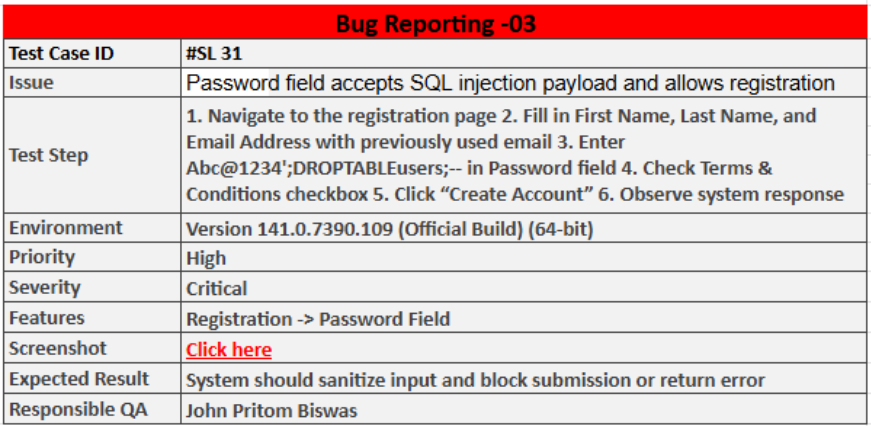 Bug Reporting -03
Test Case ID #SL 31
Issue Password field accepts SQL injection payload and allows registration
1. Navigate to the registration page 2. Fill in First Name, Last Name, and
Email Address with previously used email 3. Enter
Test Step
Abc@1234';DROPTABLEusers;-- in Password field 4. Check Terms &
Conditions checkbox 5. Click “Create Account” 6. Observe system response
Environment Version 141.0.7390.109 (Official Build) (64-bit)
Priority High
Severity Critical
Features Registration -> Password Field
Screenshot Click here
Expected Result System should sanitize input and block submission or return error
Responsible QA John Pritom Biswas